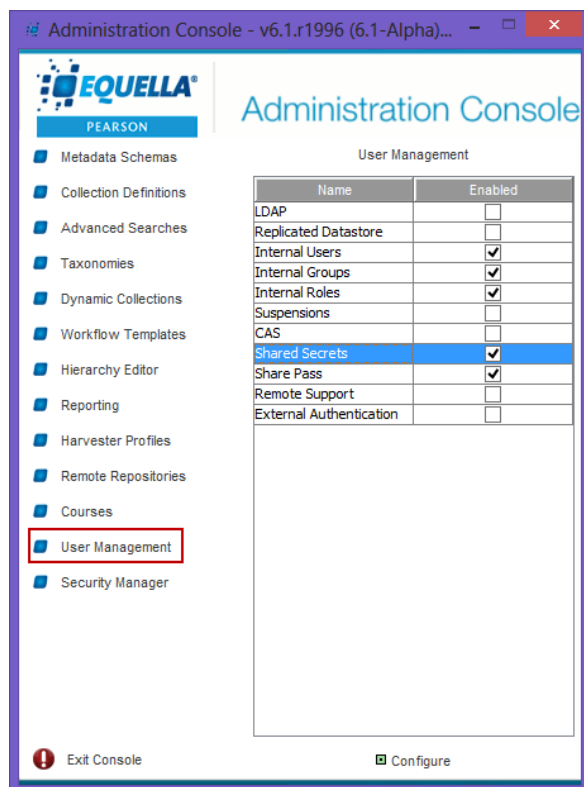 Administration Console - v6.1.r1996 (6.1-Alpha)...
EQUELLA®
PEARSON
Administration Console
Metadata Schemas
Collection Definitions
Advanced Searches
Taxonomies
Dynamic Collections
Workflow Templates
Hierarchy Editor
Reporting
Harvester Profiles
Remote Repositories
Courses
User Management
Security Manager
User Management
Name Enabled
LDAP
Replicated Datastore
Internal Users
Internal Groups
Internal Roles
Suspensions
CAS
Shared Secrets
Share Pass
Remote Support
External Authentication
Exit Console
Configure